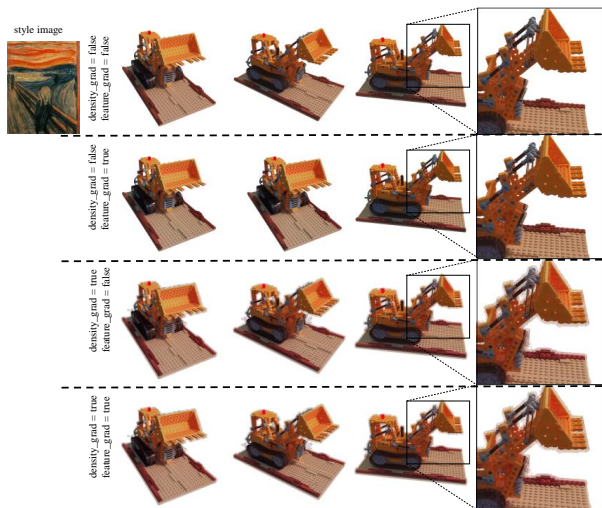 style image
density_grad = false
feature_grad = false
density_grad = false
feature_grad = true
density_grad = true
feature_grad = false
density_grad = true
feature_grad = true